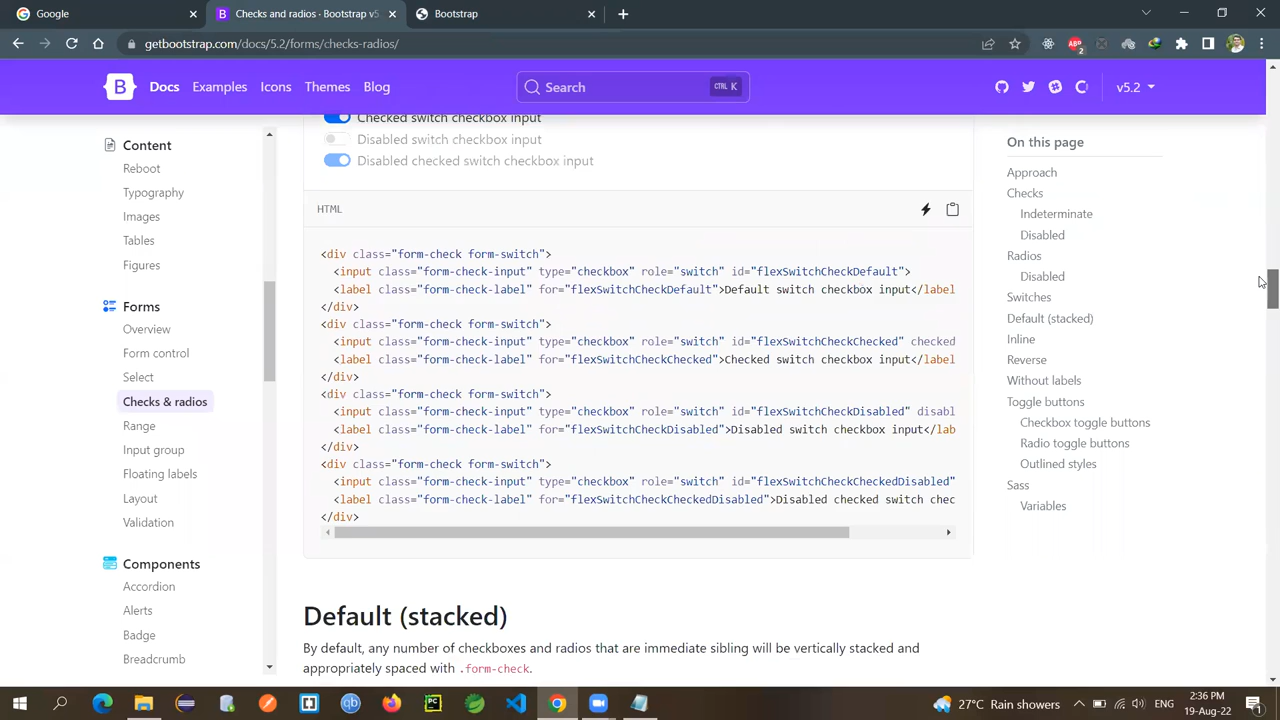 Google
Checks and radios · Bootstrap v5
Bootstrap
getbootstrap.com/docs/5.2/forms/checks-radios/
ABP
2
B
Docs
Examples
Icons
Themes
Blog
Search
CTRL K
v5.2
Content
Reboot
Typography
Images
Tables
Figures
Forms
Overview
Form control
Select
Checks & radios
Range
Input group
Floating labels
Layout
Validation
Components
Accordion
Alerts
Badge
Breadcrumb
Checked switch checkbox input
Disabled switch checkbox input
Disabled checked switch checkbox input
HTML
<div class="form-check form-switch">
<input class="form-check-input" type="checkbox" role="switch" id="flexSwitchCheckDefault">
<label class="form-check-label" for="flexSwitchCheckDefault">Default switch checkbox input</label
</div>
<div class="form-check form-switch">
<input class="form-check-input" type="checkbox" role="switch" id="flexSwitchCheckChecked" checked
<label class="form-check-label" for="flexSwitchCheckChecked">Checked switch checkbox input</label
</div>
<div class="form-check form-switch">
<input class="form-check-input" type="checkbox" role="switch" id="flexSwitchCheckDisabled" disabl
<label class="form-check-label" for="flexSwitchCheckDisabled">Disabled switch checkbox input</lab
</div>
<div class="form-check form-switch">
<input class="form-check-input" type="checkbox" role="switch" id="flexSwitchCheckCheckedDisabled"
<label class="form-check-label" for="flexSwitchCheckCheckedDisabled">Disabled checked switch chec
</div>
Default (stacked)
By default, any number of checkboxes and radios that are immediate sibling will be vertically stacked and
appropriately spaced with .form-check.
On this page
Approach
Checks
Indeterminate
Disabled
Radios
Disabled
Switches
Default (stacked)
Inline
Reverse
Without labels
Toggle buttons
Checkbox toggle buttons
Radio toggle buttons
Outlined styles
Sass
Variables
qb
PC
27°C Rain showers
ENG
2:36 PM
19-Aug-22
1